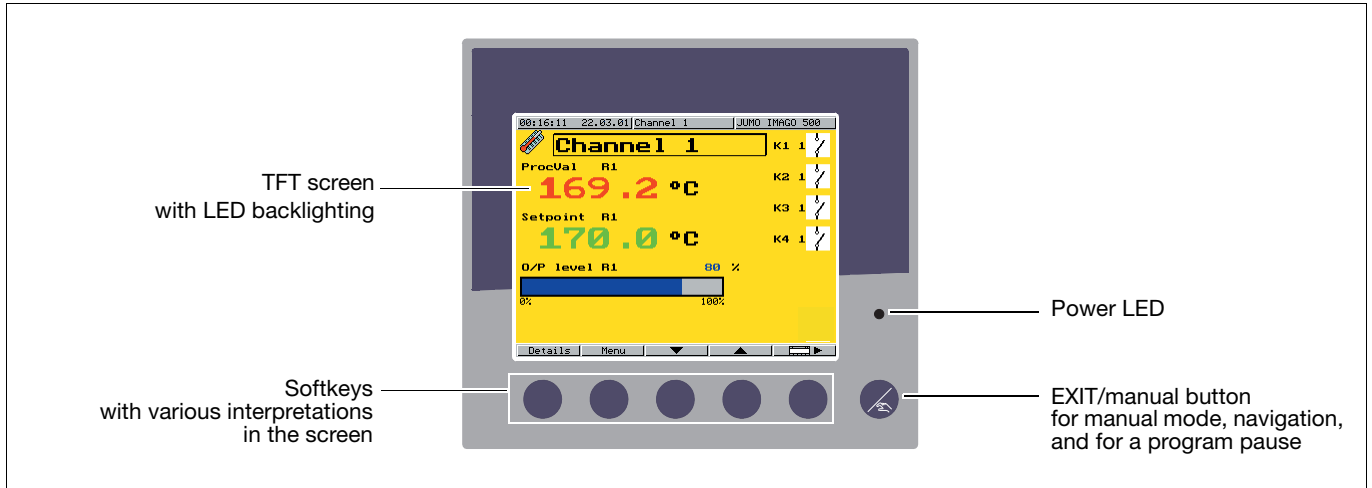 TFT screen
with LED backlighting
Softkeys
with various interpretations
in the screen
00:16:11 22.03.01 Channel 1 JUMO IMAGO 500
Channel 1
K1 1
ProcVal R1
K2 1
169.2 °C
K3 1
Setpoint R1
170.0 °C
K4 1
O/P level R1 80 %
0% 100%
Details Menu
Power LED
EXIT/manual button
for manual mode, navigation,
and for a program pause